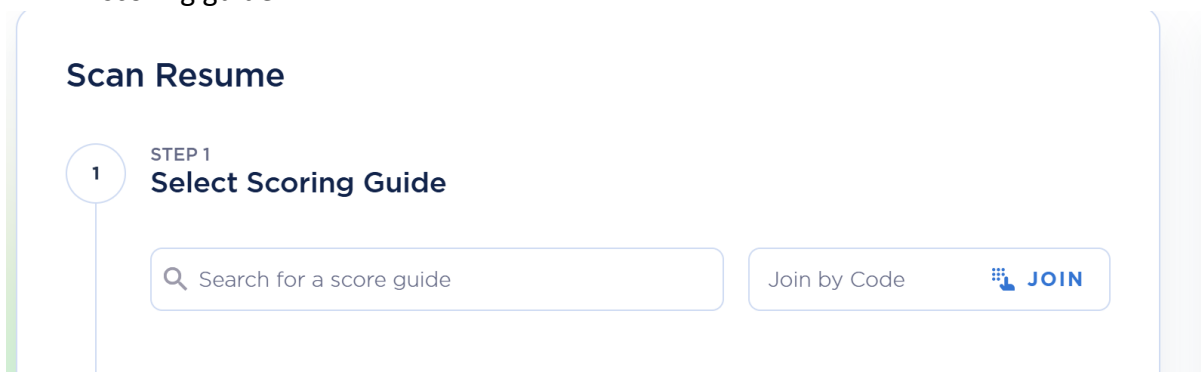 Scan Resume
1
STEP 1
Select Scoring Guide
Search for a score guide
Join by Code JOIN